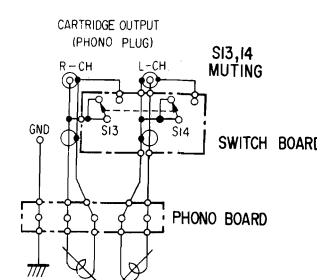 CARTRIDGE OUTPUT
(PHONO PLUG)
R-CH
L-CH.
S13,14
MUTING
GND
S13
S14
SWITCH BOARD
PHONO BOARD